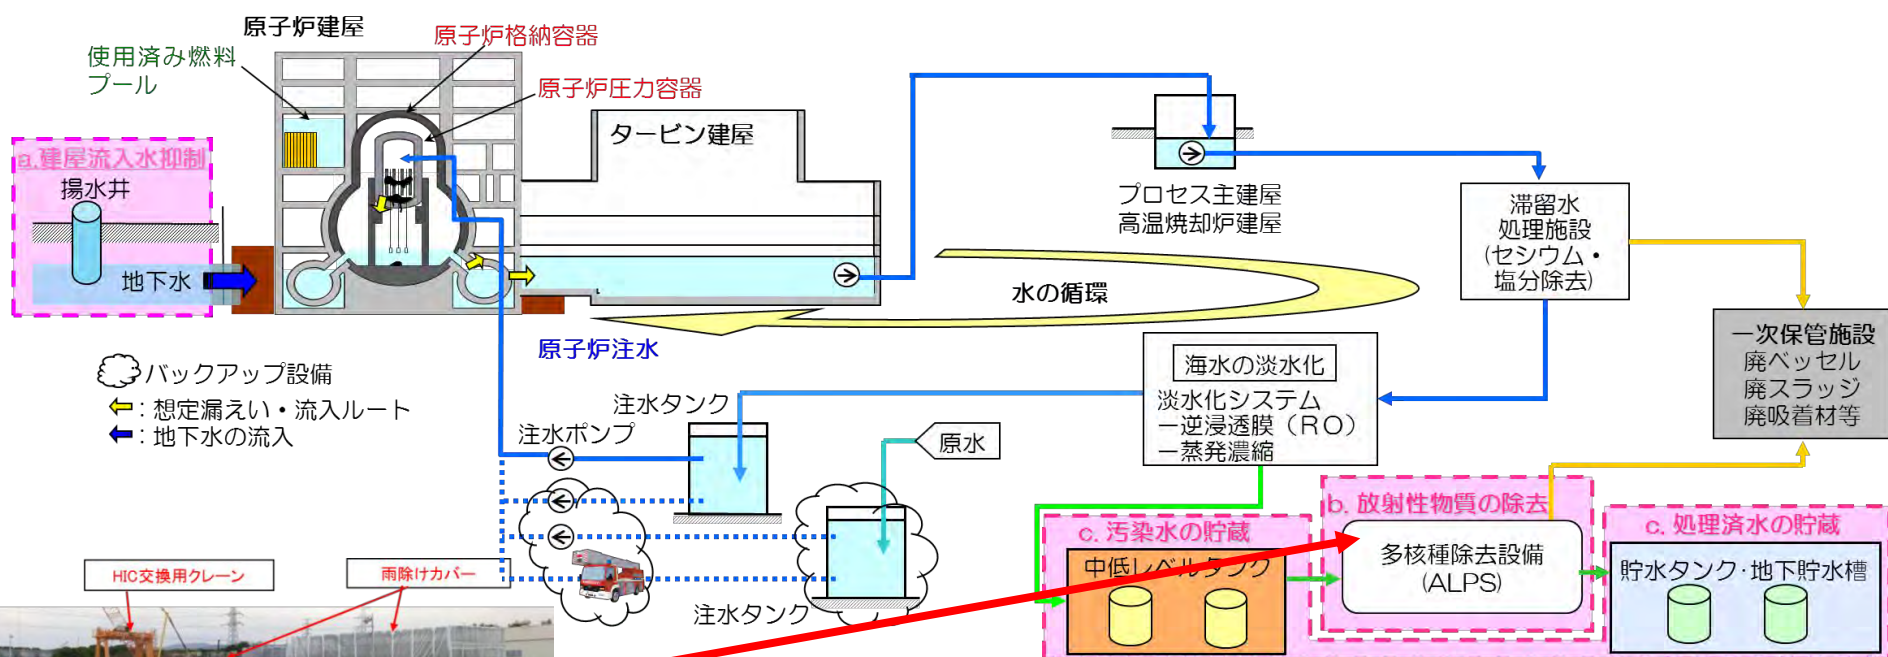 原子炉建屋
使用済み燃料
プール
原子炉格納容器
原子炉圧力容器
タービン建屋
a.建屋流入水抑制
揚水井
地下水
プロセス主建屋
高温焼却炉建屋
滞留水
処理施設
(セシウム・
塩分除去)
水の循環
原子炉注水
一次保管施設
廃ベッセル
廃スラッジ
廃吸着材等
海水の淡水化
淡水化システム
－逆浸透膜（ＲＯ）
－蒸発濃縮
バックアップ設備
：想定漏えい・流入ルート
：地下水の流入
注水タンク
注水ポンプ
原水
注水タンク
c. 汚染水の貯蔵
中低レベルタンク
b. 放射性物質の除去
多核種除去設備
(ALPS)
c. 処理済水の貯蔵
貯水タンク・地下貯水槽
HIC交換用クレーン
雨除けカバー